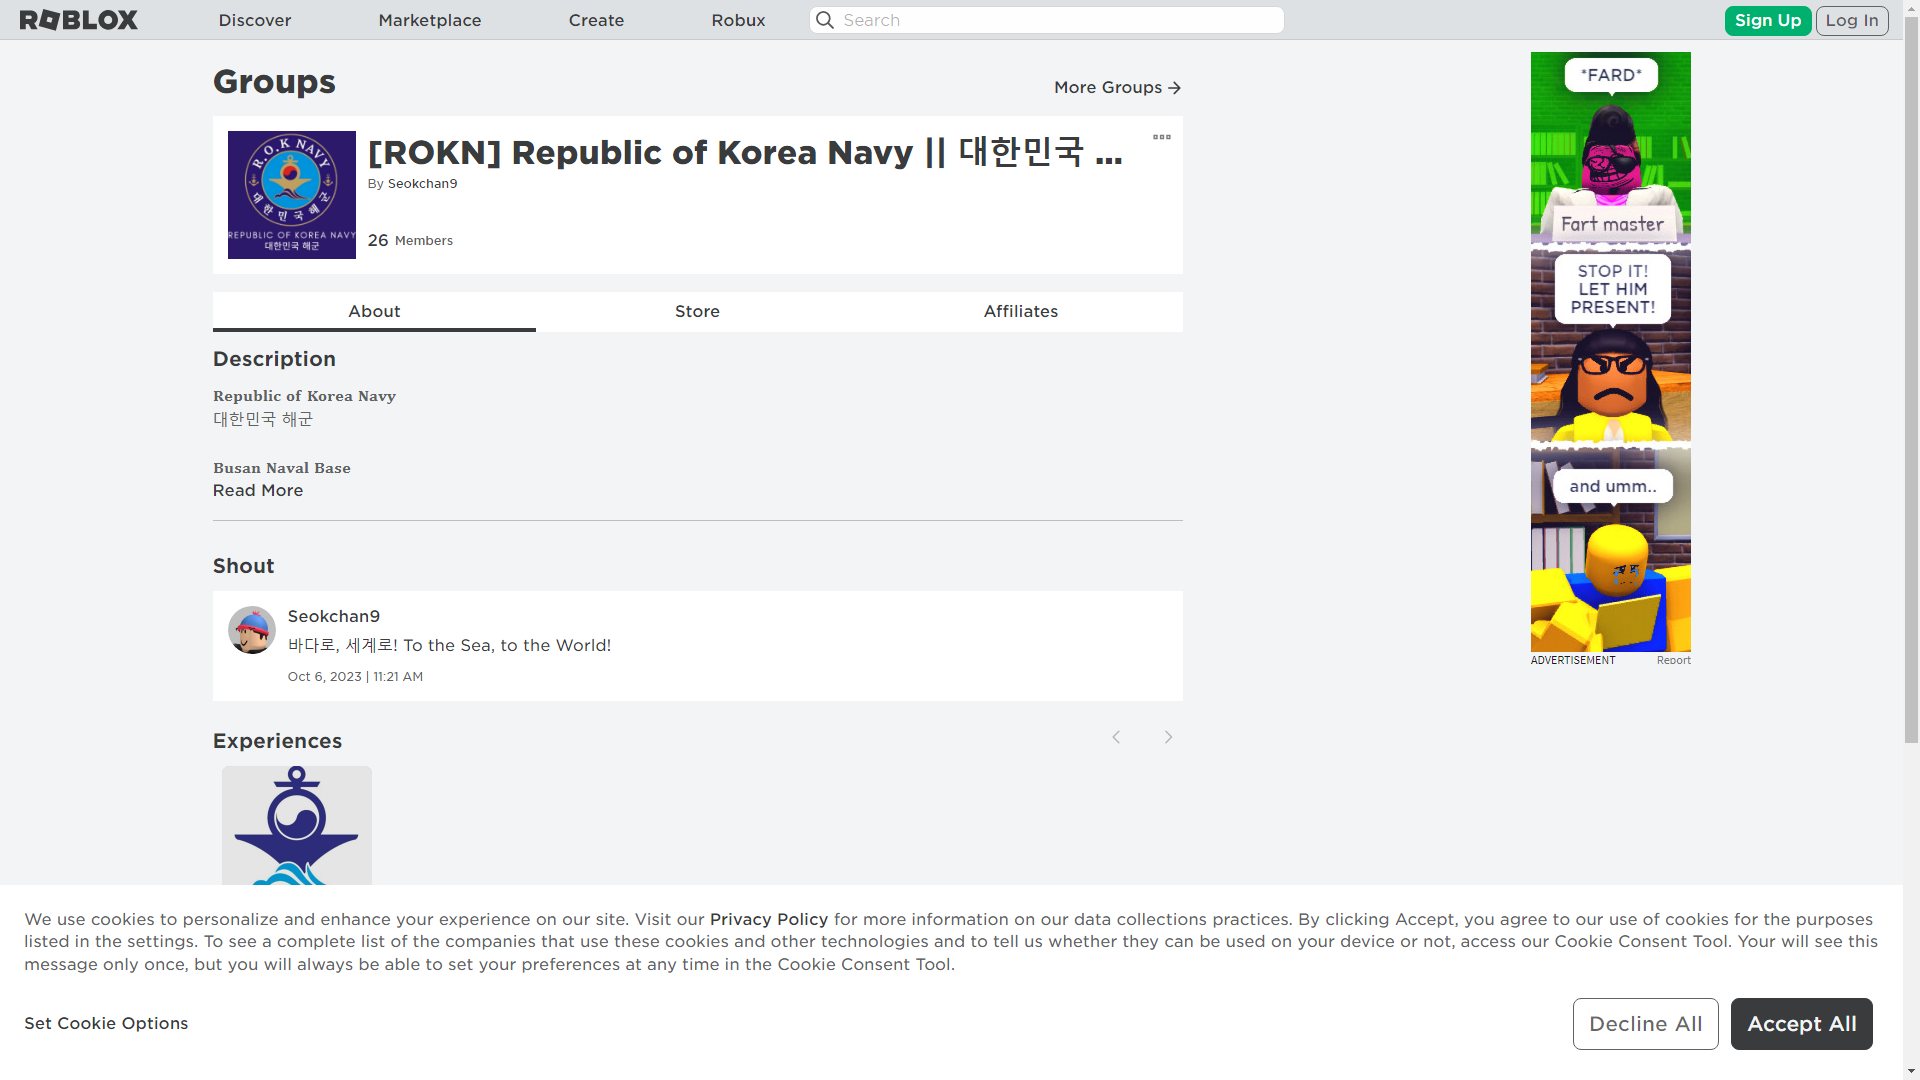 ROBLOX
Discover
Marketplace
Create
Robux
Search
Sign Up
Log In
Groups
More Groups
R.O.K NAVY
대한민국해군
REPUBLIC OF KOREA NAVY
대한민국 해군
[ROKN] Republic of Korea Navy || 대한민국 ...
By Seokchan9
26 Members
About
Store
Affiliates
Description
Republic of Korea Navy
대한민국 해군
Busan Naval Base
Read More
Shout
Seokchan9
바다로, 세계로! To the Sea, to the World!
Oct 6, 2023 | 11:21 AM
Experiences
*FARD*
Fart master
STOP IT!
LET HIM
PRESENT!
and umm..
ADVERTISEMENT
Report
We use cookies to personalize and enhance your experience on our site. Visit our Privacy Policy for more information on our data collections practices. By clicking Accept, you agree to our use of cookies for the purposes
listed in the settings. To see a complete list of the companies that use these cookies and other technologies and to tell us whether they can be used on your device or not, access our Cookie Consent Tool. Your will see this
message only once, but you will always be able to set your preferences at any time in the Cookie Consent Tool.
Set Cookie Options
Decline All
Accept All